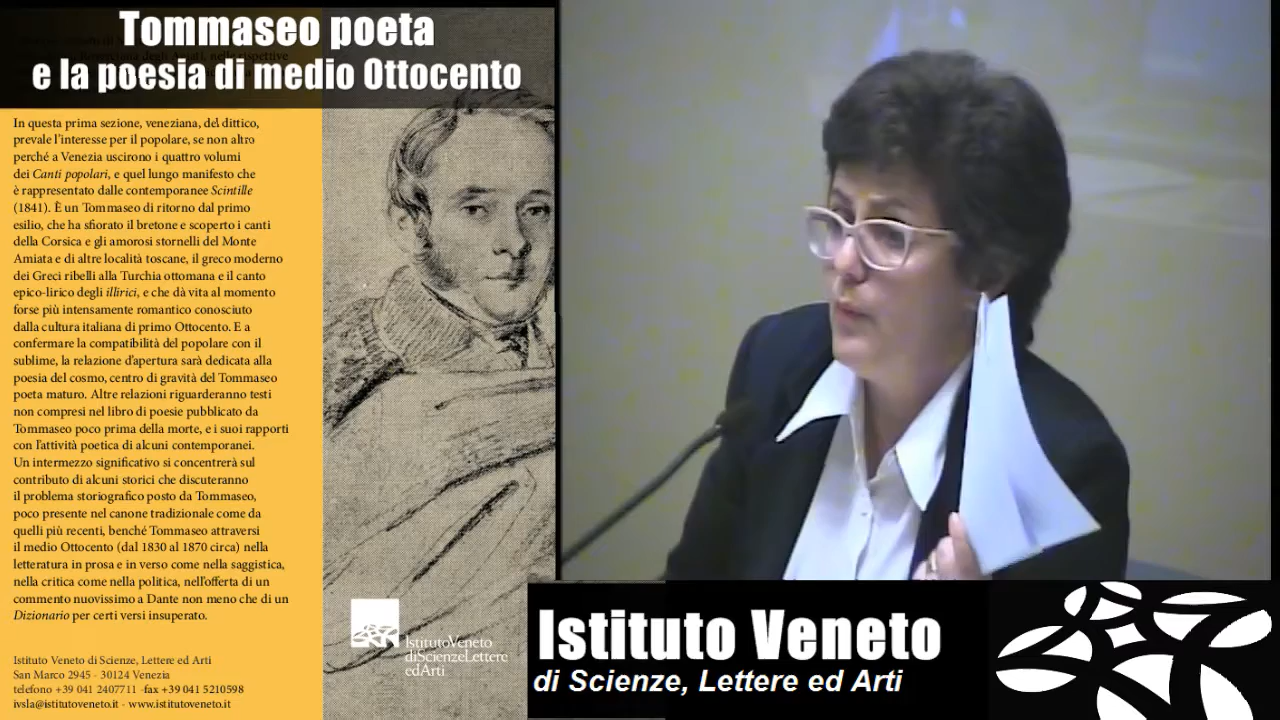 Tommaseo poeta
e la poesia di medio Ottocento
In questa prima sezione, veneziana, del dittico,
prevale l'interesse per il popolare, se non altro
perché a Venezia uscirono i quattro volumi
dei Canti popolari, e quel lungo manifesto che
è rappresentato dalle contemporanee Scintille
(1841). È un Tommaseo di ritorno dal primo
esilio, che ha sfiorato il bretone e scoperto i canti
della Corsica e gli amorosi stornelli del Monte
Amiata e di altre località toscane, il greco moderno
dei Greci ribelli alla Turchia ottomana e il canto
epico-lirico degli illirici, e che dà vita al momento
forse più intensamente romantico conosciuto
dalla cultura italiana di primo Ottocento. E a
confermare la compatibilità del popolare con il
sublime, la relazione d'apertura sarà dedicata alla
poesia del cosmo, centro di gravità del Tommaseo
poeta maturo. Altre relazioni riguarderanno testi
non compresi nel libro di poesie pubblicato da
Tommaseo poco prima della morte, e i suoi rapporti
con l'attività poetica di alcuni contemporanei.
Un intermezzo significativo si concentrerà sul
contributo di alcuni storici che discuteranno
il problema storiografico posto da Tommaseo,
poco presente nel canone tradizionale come da
quelli più recenti, benché Tommaseo attraversi
il medio Ottocento (dal 1830 al 1870 circa) nella
letteratura in prosa e in verso come nella saggistica,
nella critica come nella politica, nell'offerta di un
commento nuovissimo a Dante non meno che di un
Dizionario per certi versi insuperato.
Istituto Veneto di Scienze, Lettere ed Arti
San Marco 2945 - 30124 Venezia
telefono +39 041 2407711 -fax +39 041 5210598
ivsla@istitutoveneto.it - www.istitutoveneto.it
IstitutoVeneto
diScienzeLettere
edArti
Istituto Veneto
di Scienze, Lettere ed Arti